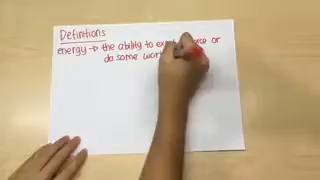 Definitions
energy → the ability to or
do some